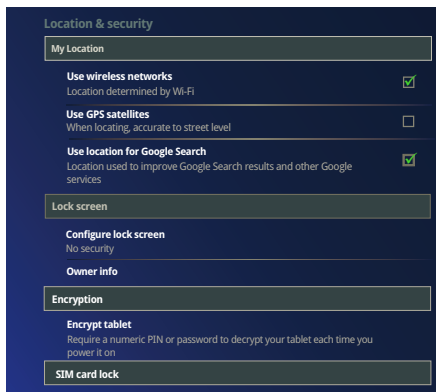 Location & security
My Location
Use wireless networks
Location determined by Wi-Fi
Use GPS satellites
When locating, accurate to street level
Use location for Google Search
Location used to improve Google Search results and other Google
services
Lock screen
Configure lock screen
No security
Owner info
Encryption
Encrypt tablet
Require a numeric PIN or password to decrypt your tablet each time you
power it on
SIM card lock